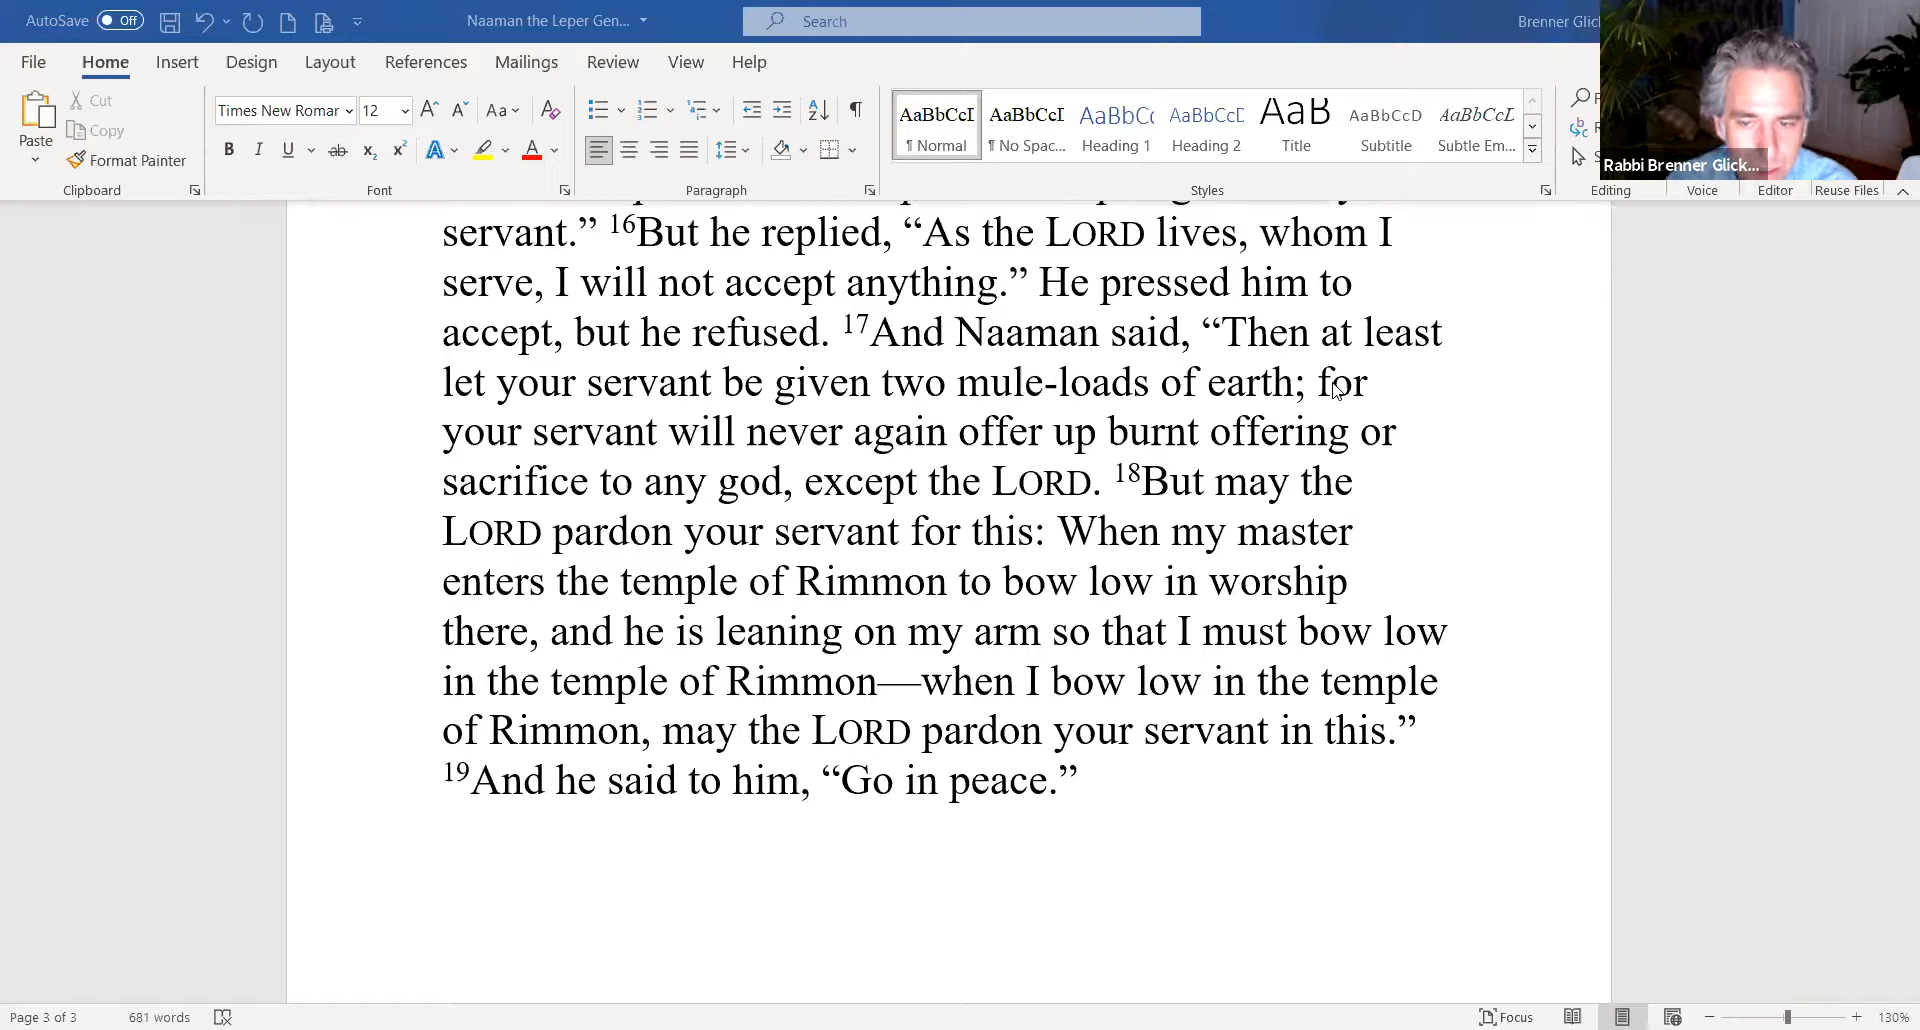 AutoSave Off Naaman the Leper Gen... Search Brenner Glic
File Home Insert Design Layout References Mailings Review View Help
Paste Cut Copy Format Painter
Times New Romar 12 Aa
B I U ab x₂ x² A A
AaBbCcI AaBbCcI AaBbCc AaBbCcD AaB AaBbCcD AaBbCcL
¶ Normal ¶ No Spac... Heading 1 Heading 2 Title Subtitle Subtle Em...
Rabbi Brenner Glick...
Clipboard Font Paragraph Styles Editing Voice Editor Reuse Files
servant.” ¹⁶But he replied, “As the LORD lives, whom I
serve, I will not accept anything.” He pressed him to
accept, but he refused. ¹⁷And Naaman said, “Then at least
let your servant be given two mule-loads of earth; for
your servant will never again offer up burnt offering or
sacrifice to any god, except the LORD. ¹⁸But may the
LORD pardon your servant for this: When my master
enters the temple of Rimmon to bow low in worship
there, and he is leaning on my arm so that I must bow low
in the temple of Rimmon—when I bow low in the temple
of Rimmon, may the LORD pardon your servant in this.”
¹⁹And he said to him, “Go in peace.”
Page 3 of 3 681 words Focus 130%